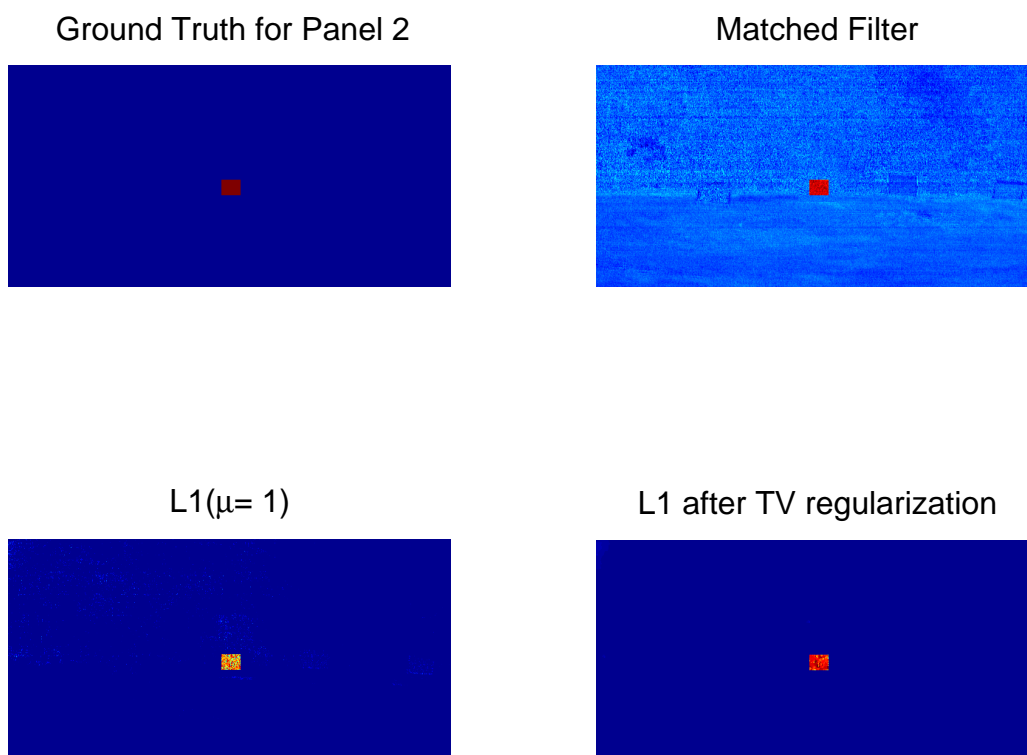 Ground Truth for Panel 2
Matched Filter
L1(μ= 1)
L1 after TV regularization